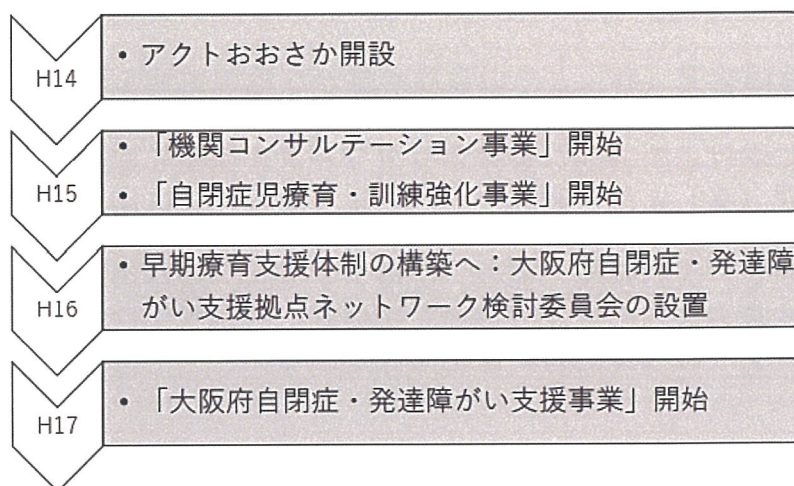 H14
• アクトおおさか開設
H15
• 「機関コンサルテーション事業」開始
• 「自閉症児療育・訓練強化事業」開始
H16
• 早期療育支援体制の構築へ：大阪府自閉症・発達障
がい支援拠点ネットワーク検討委員会の設置
H17
• 「大阪府自閉症・発達障がい支援事業」開始